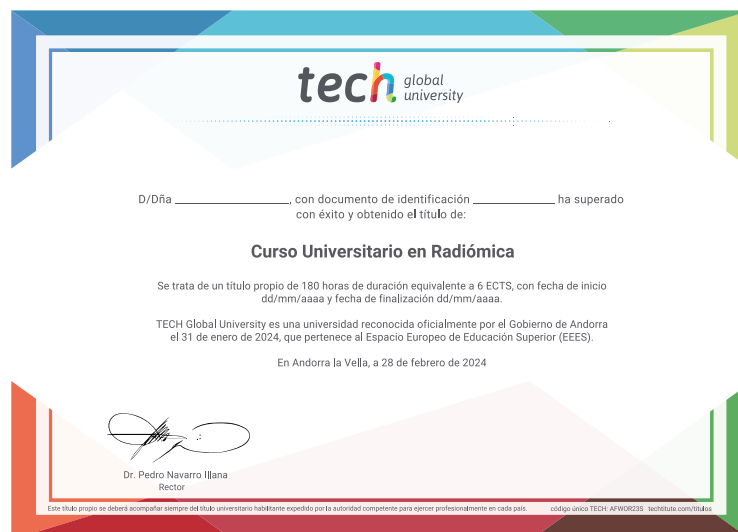 tech global university
D/Dña ____________________, con documento de identificación ______________ ha superado
con éxito y obtenido el título de:
Curso Universitario en Radiómica
Se trata de un título propio de 180 horas de duración equivalente a 6 ECTS, con fecha de inicio
dd/mm/aaaa y fecha de finalización dd/mm/aaaa.
TECH Global University es una universidad reconocida oficialmente por el Gobierno de Andorra
el 31 de enero de 2024, que pertenece al Espacio Europeo de Educación Superior (EEES).
En Andorra la Vella, a 28 de febrero de 2024
Dr. Pedro Navarro Illana
Rector
Este título propio se deberá acompañar siempre del título universitario habilitante expedido por la autoridad competente para ejercer profesionalmente en cada país. código único TECH: AFWOR23S techtitute.com/titulos